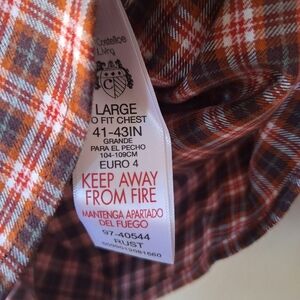 Living
LARGE
TO FIT CHEST
41-43IN
GRANDE
PARA EL PECHO
104-109CM
EURO 4
KEEP AWAY
FROM FIRE
MANTENGA APARTADO
DEL FUEGO
97-40544
RUST